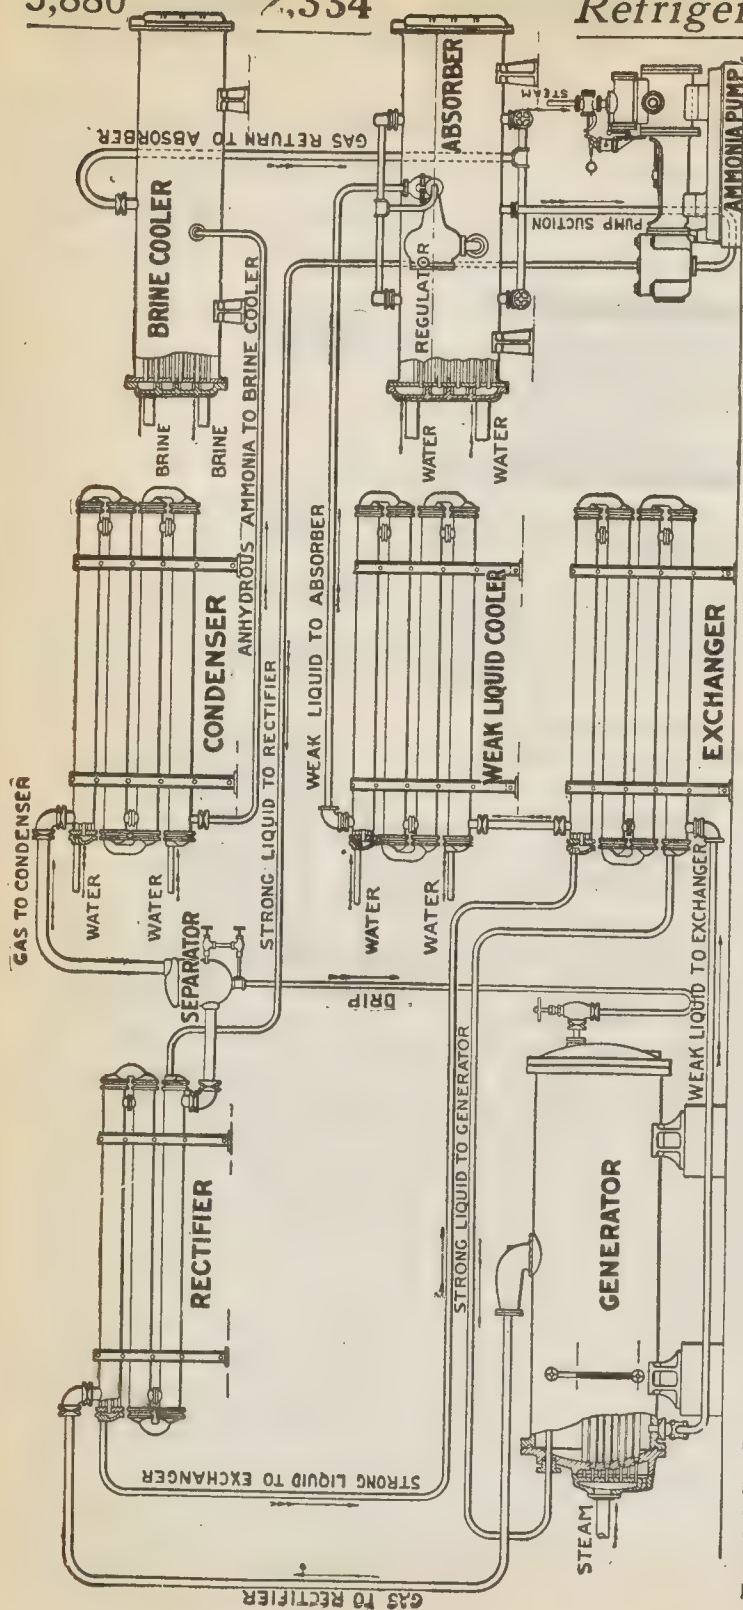 2,334
Refriger
BRINE COOLER
BRINE
BRINE
GAS RETURN TO ABSORBER
ABSORBER
REGULATOR
WATER
WATER
STEAM
PUMP SUCTION
AMMONIA PUMP
ANHYDROUS AMMONIA TO BRINE COOLER
CONDENSER
GAS TO CONDENSER
WATER
WATER
STRONG LIQUID TO RECTIFIER
WEAK LIQUID TO ABSORBER
WEAK LIQUID COOLER
WATER
WATER
EXCHANGER
WEAK LIQUID TO EXCHANGER
SEPARATOR
DRIP
RECTIFIER
STRONG LIQUID TO EXCHANGER
STRONG LIQUID TO GENERATOR
GENERATOR
STEAM
GAS TO RECTIFIER